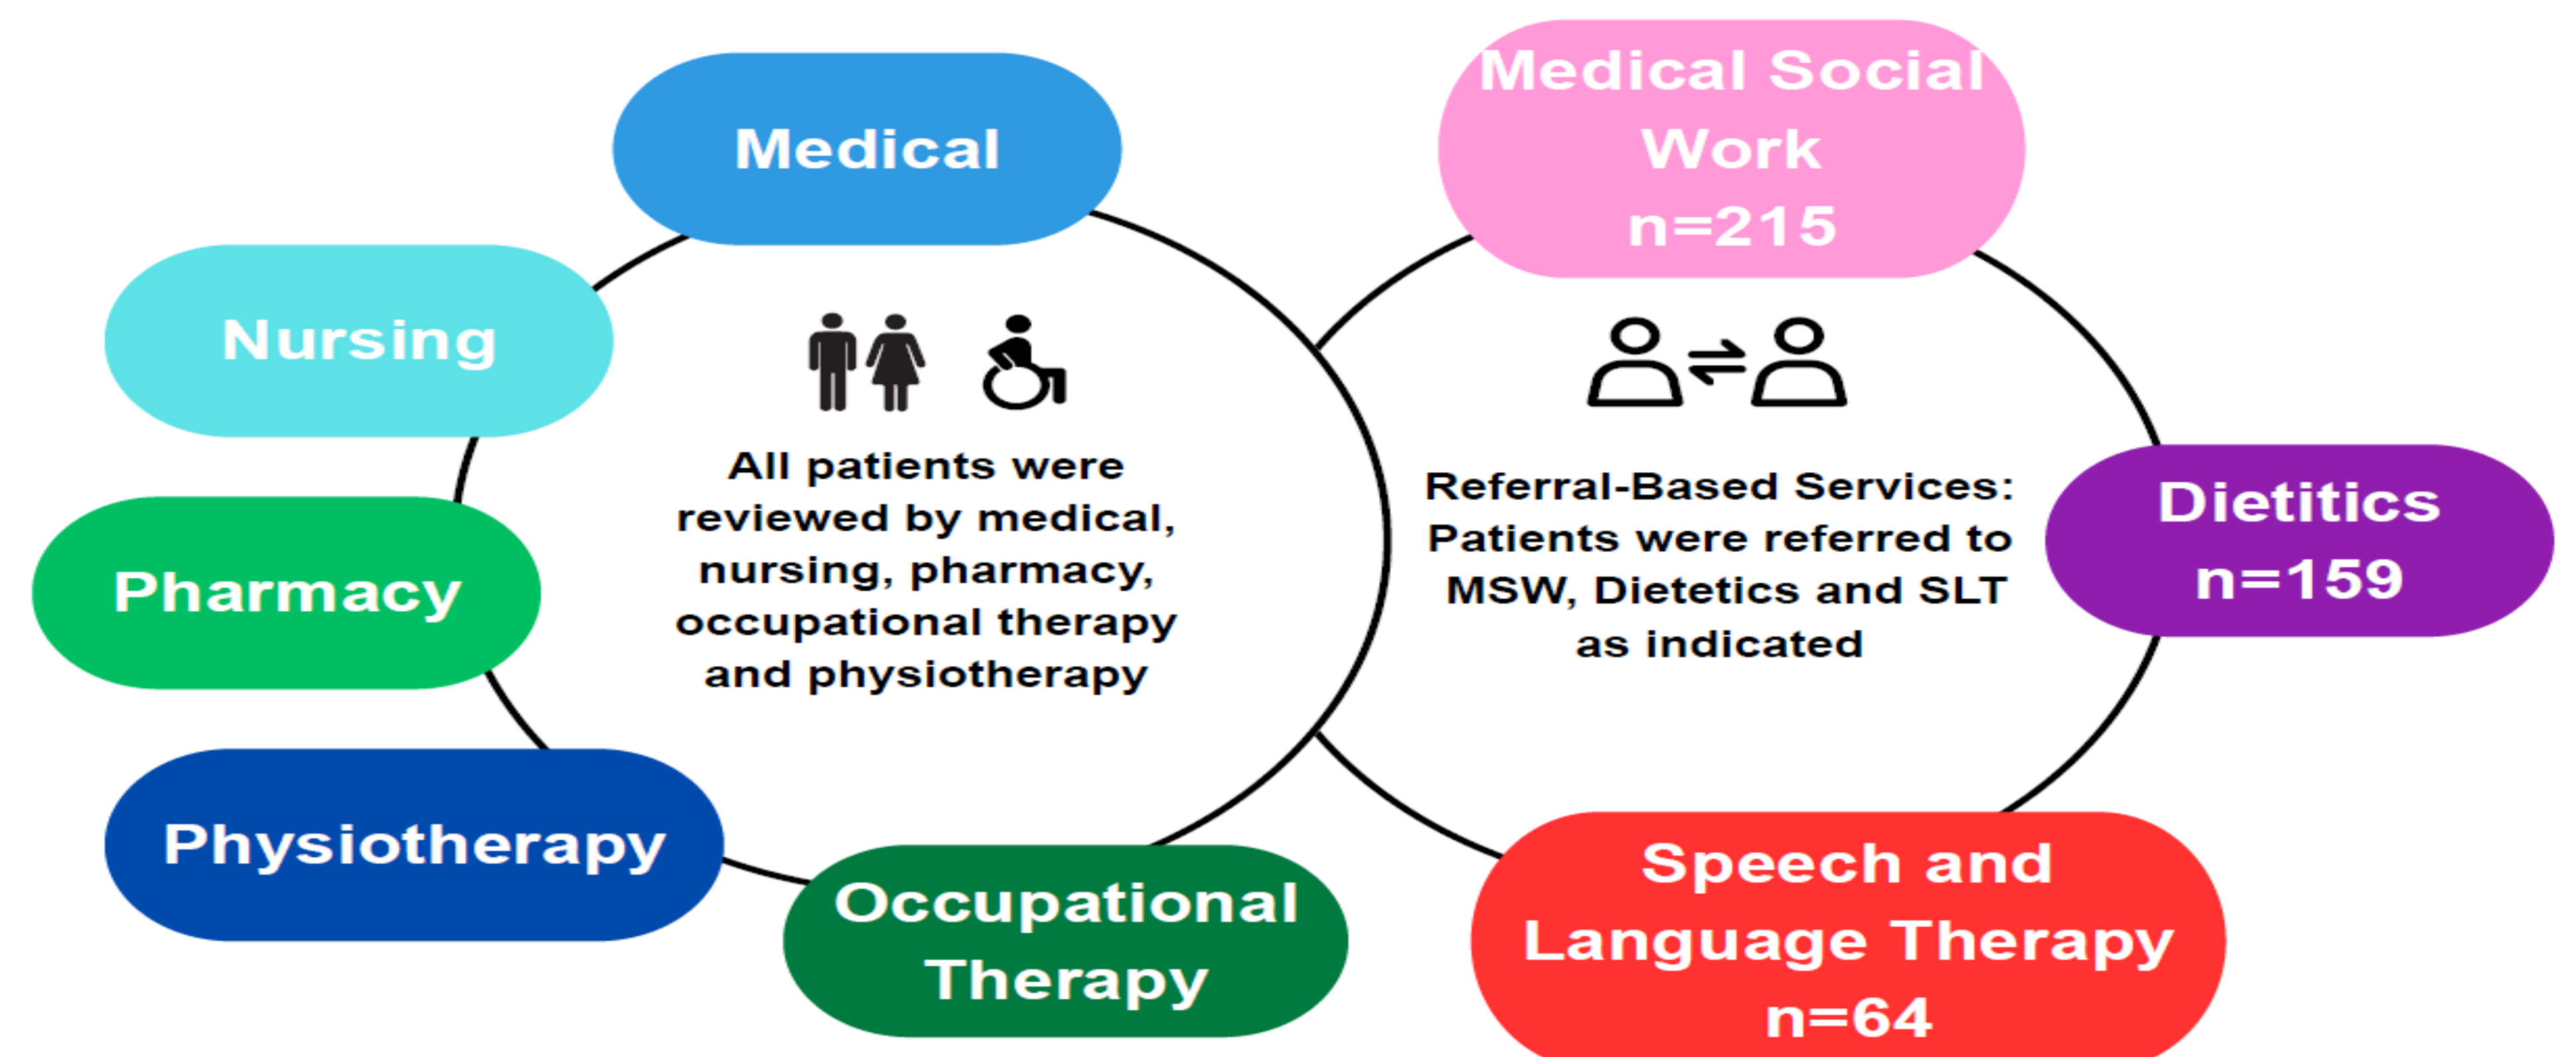 Medical
Nursing
Pharmacy
Physiotherapy
Occupational
Therapy
All patients were
reviewed by medical,
nursing, pharmacy,
occupational therapy
and physiotherapy
Medical Social
Work
n=215
Referral-Based Services:
Patients were referred to
MSW, Dietetics and SLT
as indicated
Dietitics
n=159
Speech and
Language Therapy
n=64